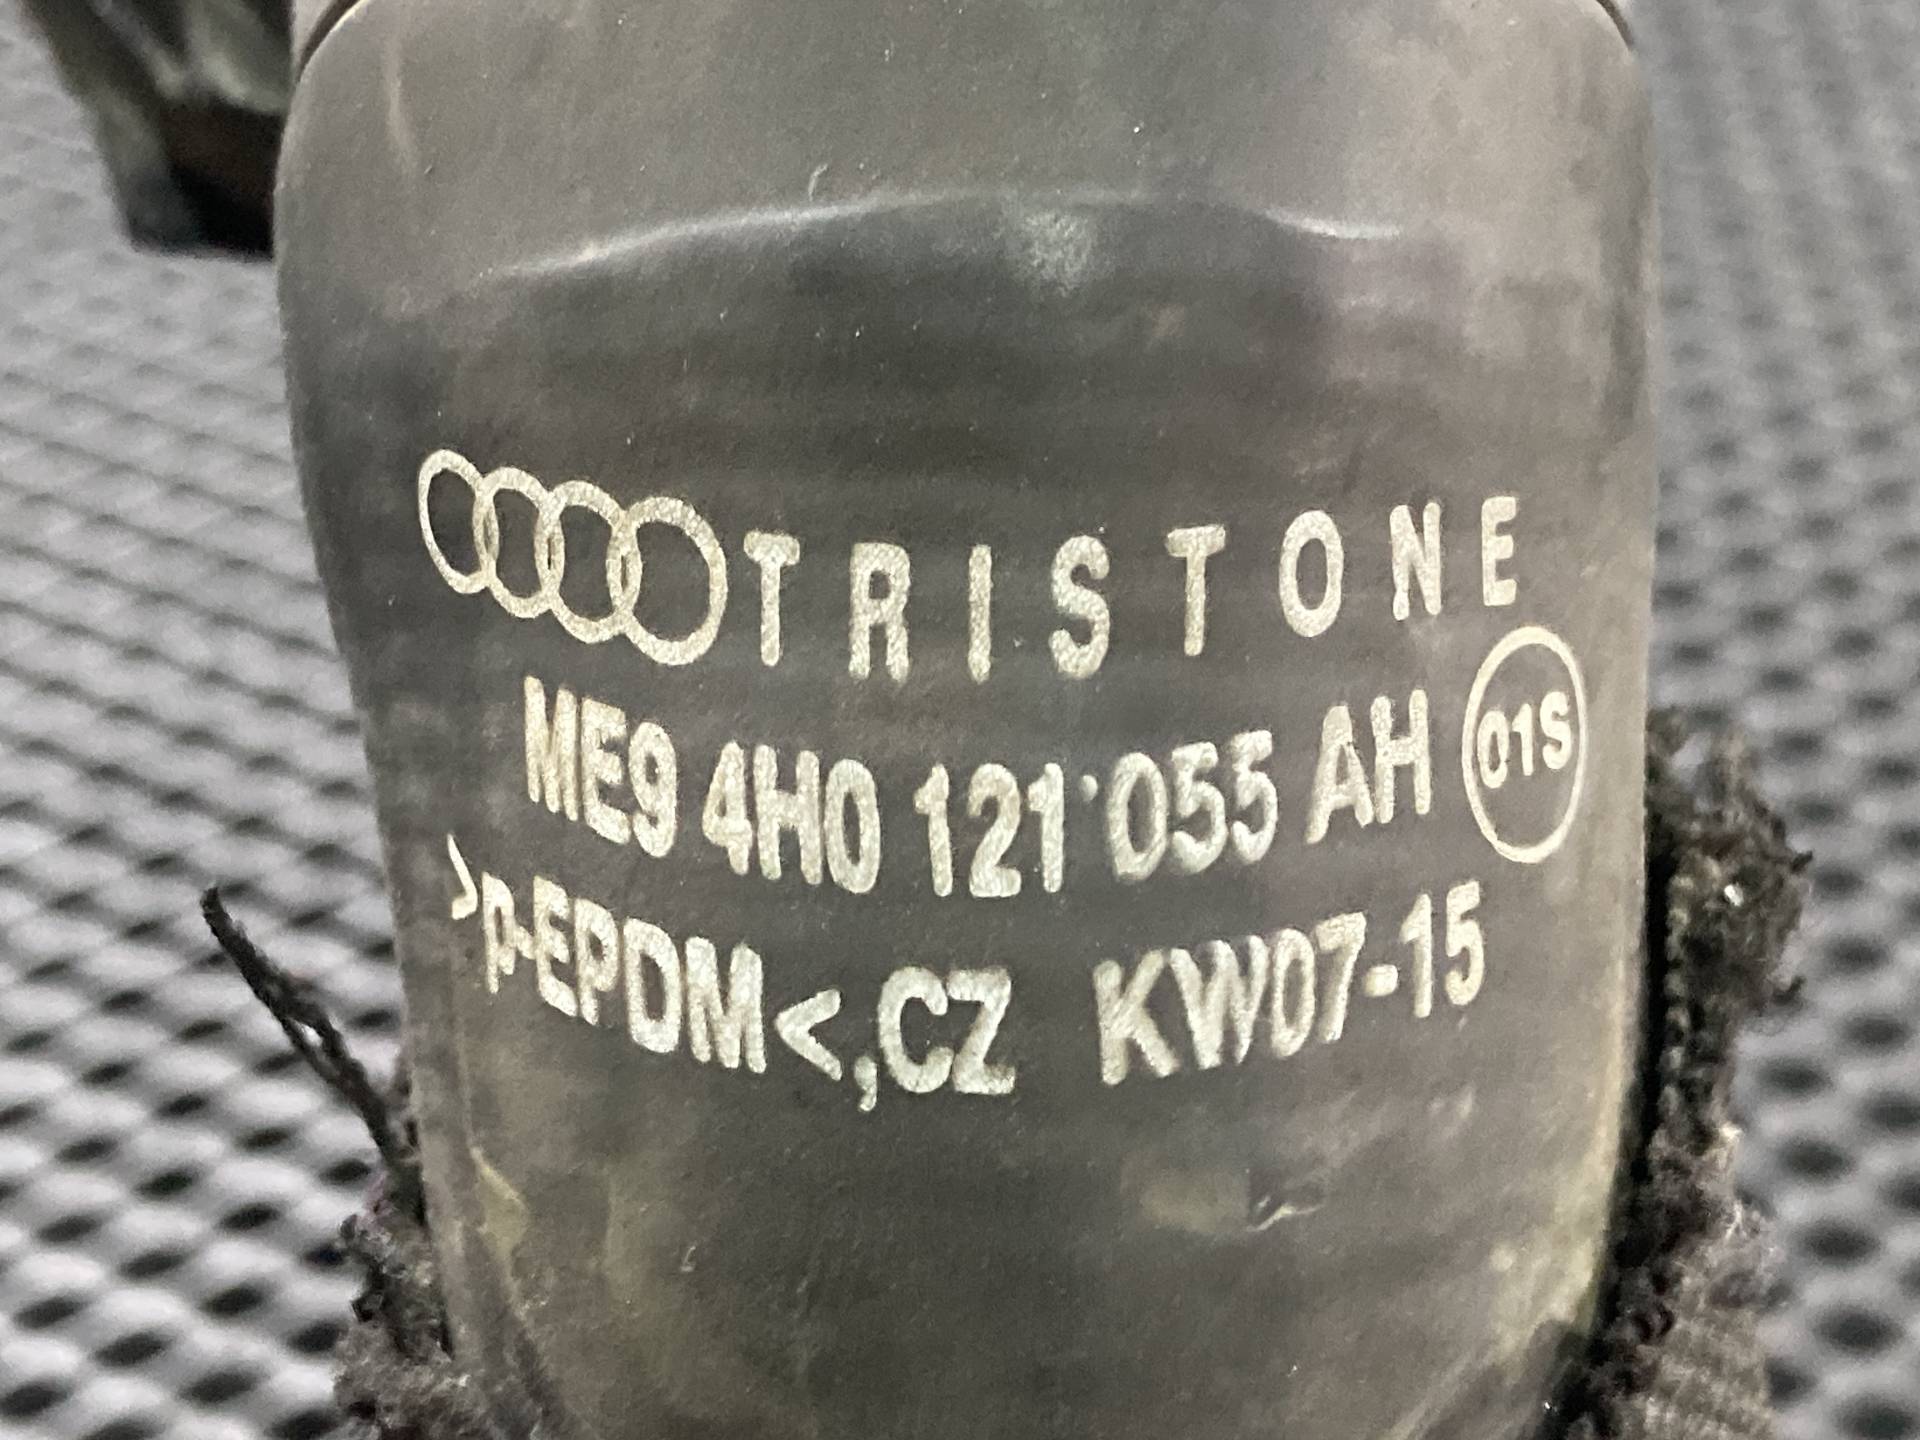 TRISTONE
ME9 4H0 121 055 AH 01S
>p-EPDM<,CZ KW07-15